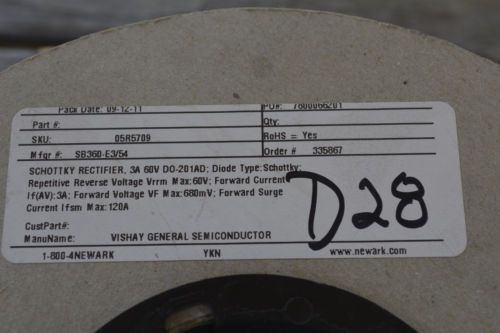 Pack Date: 09-12-11 PO#: 7600066201
Part #: Qty:
SKU: 05R5709 RoHS = Yes
Mfgr #: SB360-E3/54 Order # 335867
SCHOTTKY RECTIFIER, 3A 60V DO-201AD; Diode Type:Schottky;
Repetitive Reverse Voltage Vrrm Max:60V; Forward Current
If(AV):3A; Forward Voltage VF Max:680mV; Forward Surge
Current Ifsm Max:120A
D28
CustPart#:
ManuName: VISHAY GENERAL SEMICONDUCTOR
1-800-4NEWARK YKN www.newark.com